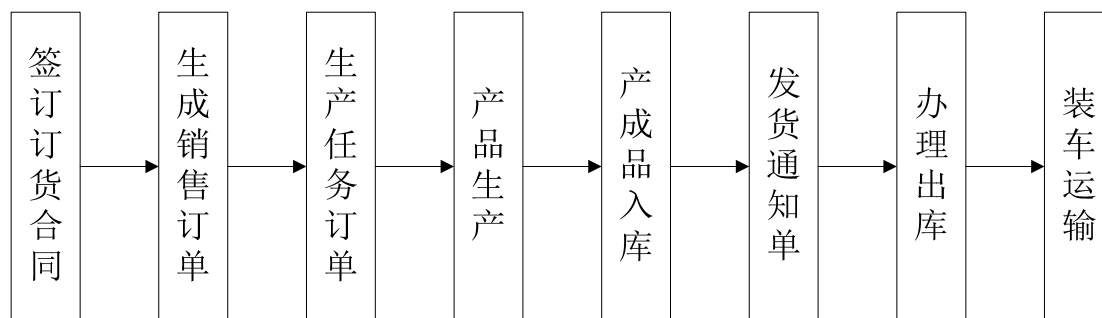 签订订货合同
生成销售订单
生产任务订单
产品生产
产成品入库
发货通知单
办理出库
装车运输